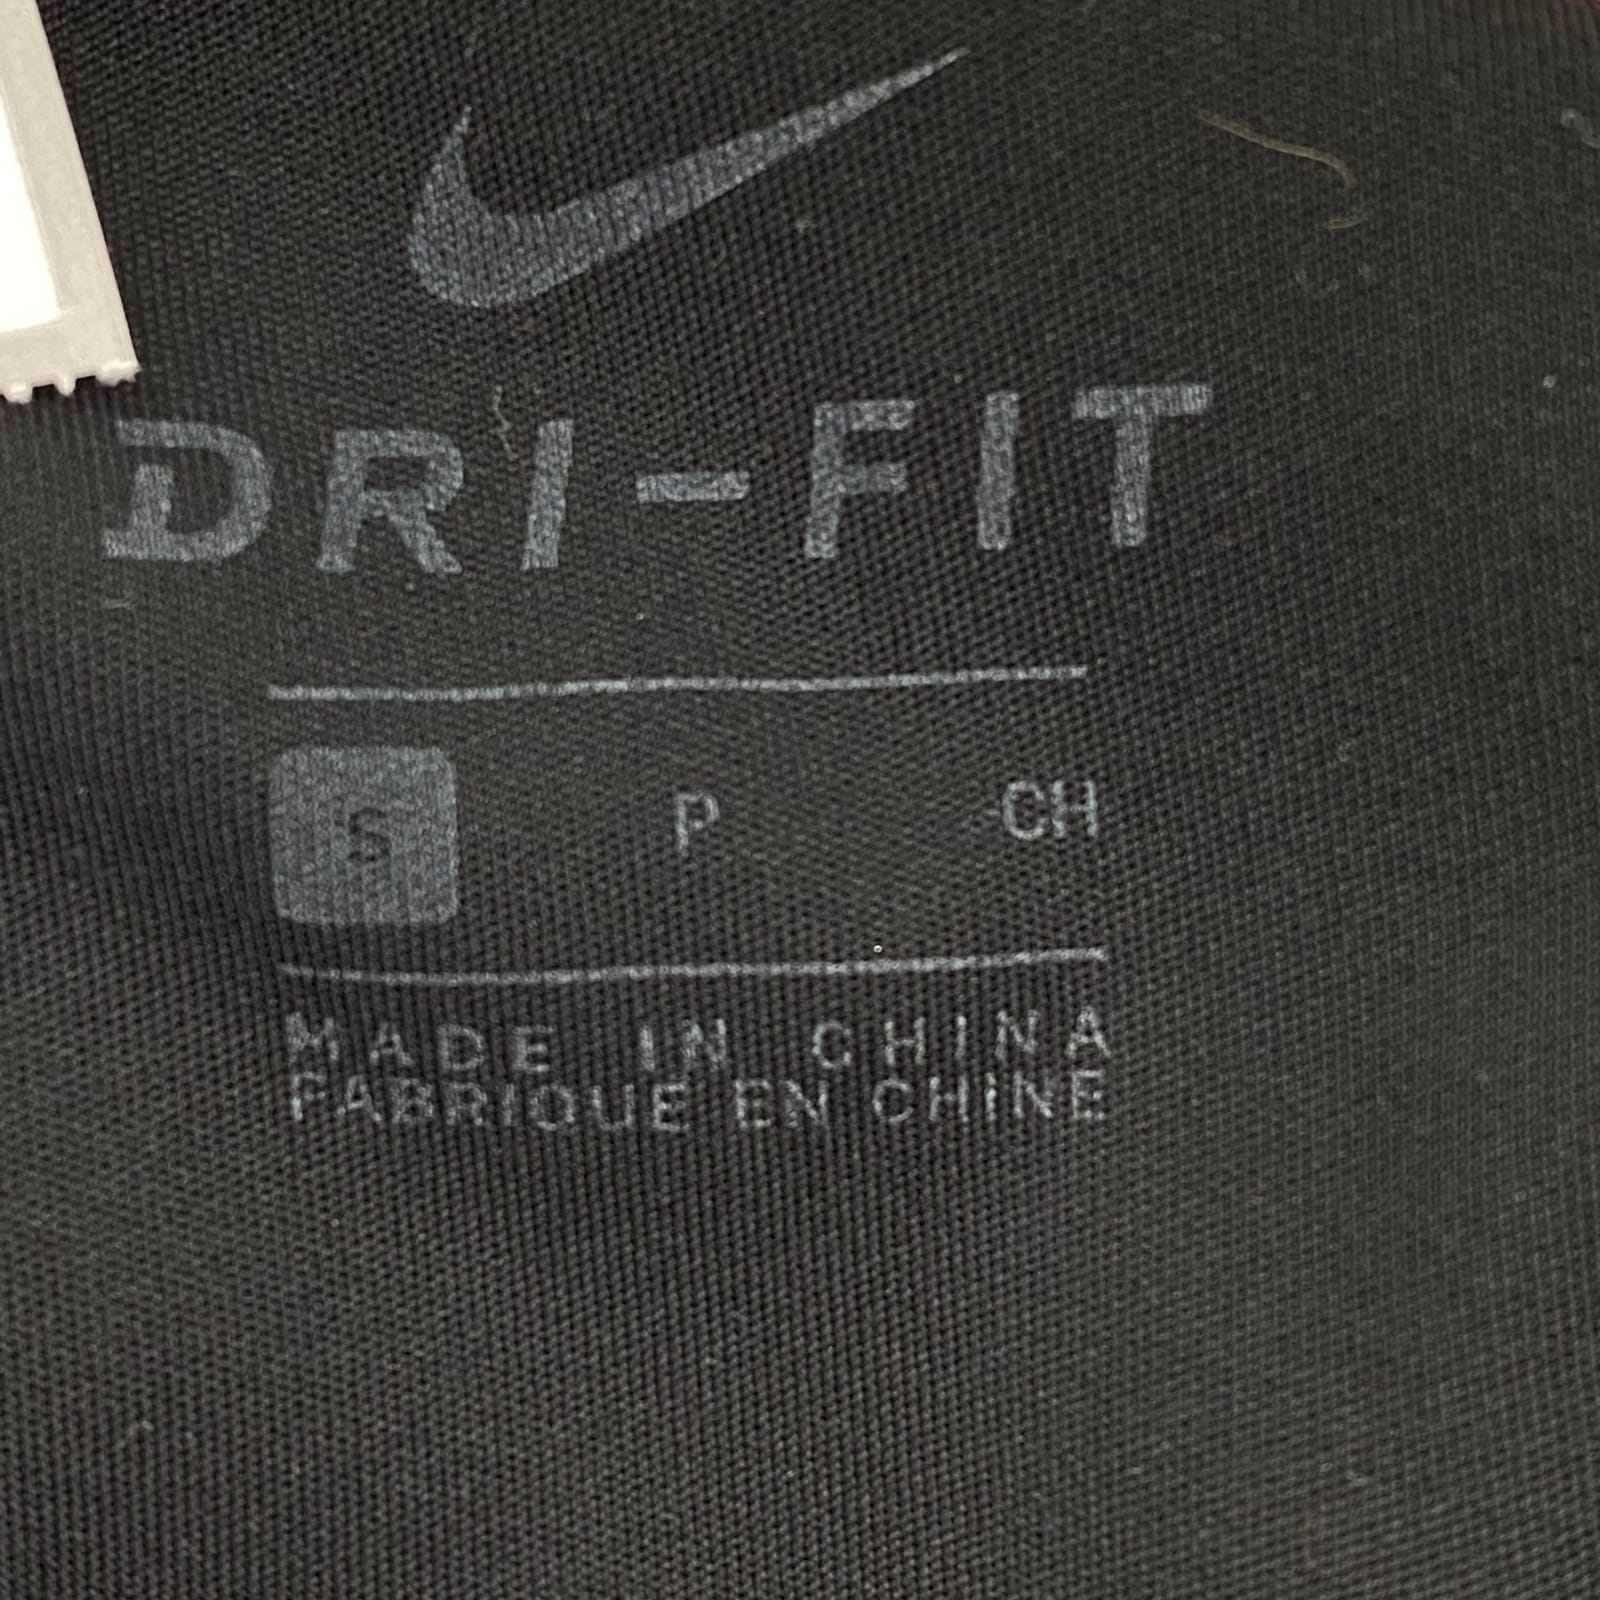 DRI-FIT
S P CH
MADE IN CHINA
FABRIQUE EN CHINE